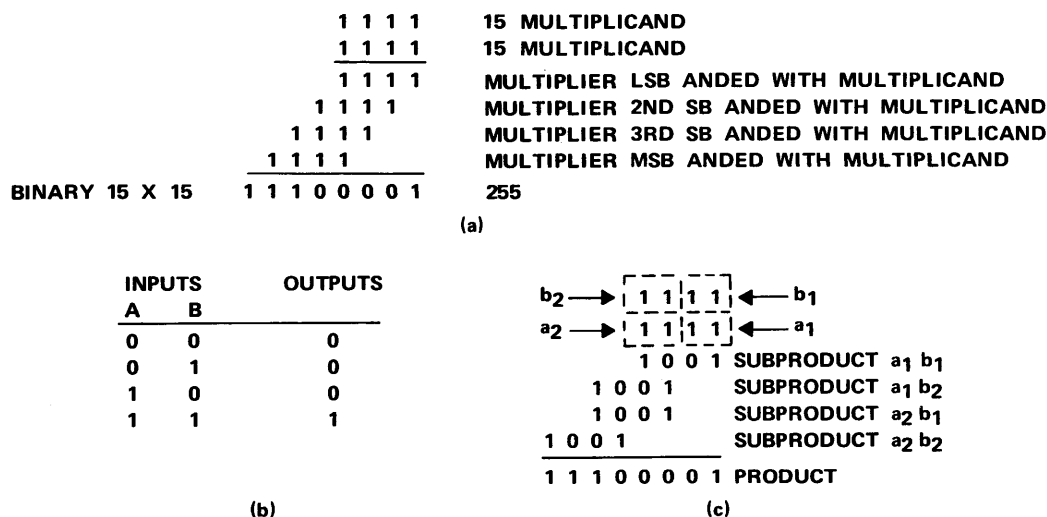 1 1 1 1 15 MULTIPLICAND
1 1 1 1 15 MULTIPLICAND
1 1 1 1 MULTIPLIER LSB ANDED WITH MULTIPLICAND
1 1 1 1 MULTIPLIER 2ND SB ANDED WITH MULTIPLICAND
1 1 1 1 MULTIPLIER 3RD SB ANDED WITH MULTIPLICAND
1 1 1 1 MULTIPLIER MSB ANDED WITH MULTIPLICAND
BINARY 15 X 15 1 1 1 0 0 0 0 1 255
(a)
INPUTS OUTPUTS
A B
0 0 0
0 1 0
1 0 0
1 1 1
(b)
b2 1 1 1 1 b1
a2 1 1 1 1 a1
1 0 0 1 SUBPRODUCT a1 b1
1 0 0 1 SUBPRODUCT a1 b2
1 0 0 1 SUBPRODUCT a2 b1
1 0 0 1 SUBPRODUCT a2 b2
1 1 1 0 0 0 0 1 PRODUCT
(c)